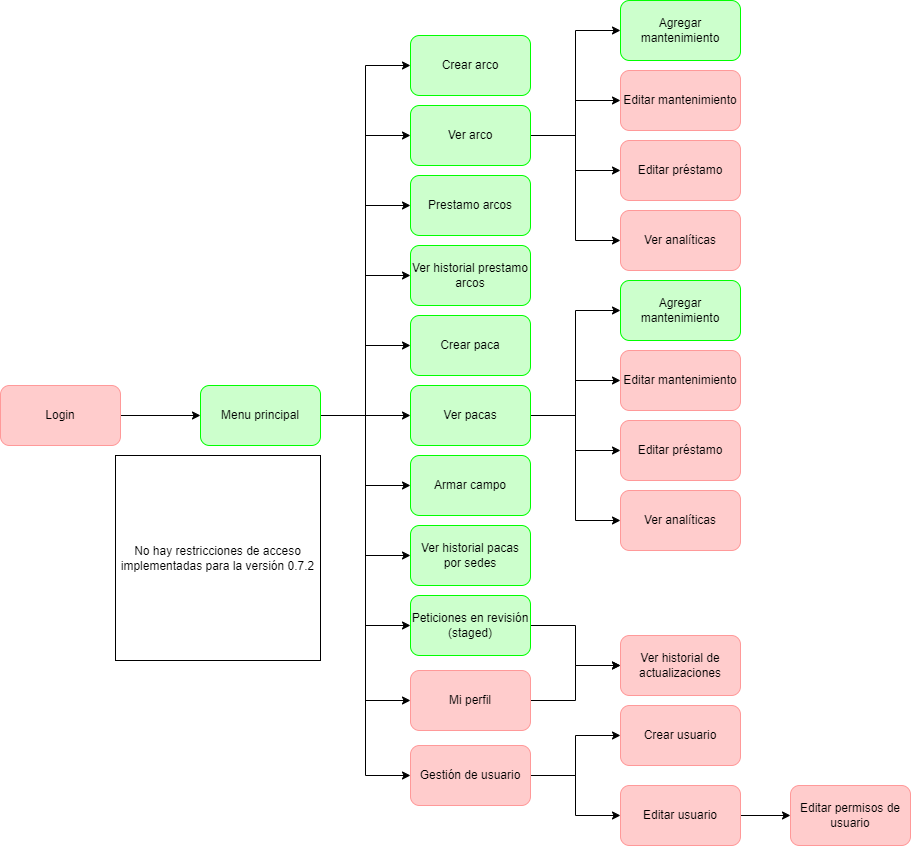 Login
Menu principal
No hay restricciones de acceso
implementadas para la versión 0.7.2
Crear arco
Ver arco
Prestamo arcos
Ver historial prestamo
arcos
Crear paca
Ver pacas
Armar campo
Ver historial pacas
por sedes
Peticiones en revisión
(staged)
Mi perfil
Gestión de usuario
Agregar
mantenimiento
Editar mantenimiento
Editar préstamo
Ver analíticas
Agregar
mantenimiento
Editar mantenimiento
Editar préstamo
Ver analíticas
Ver historial de
actualizaciones
Crear usuario
Editar usuario
Editar permisos de
usuario